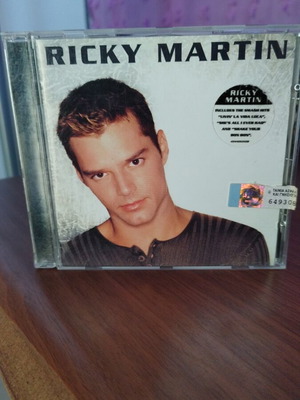 RICKY MARTIN
RICKY
MARTIN
INCLUDES THE SMASH HITS
"LIVIN' LA VIDA LOCA",
"SHE'S ALL I EVER HAD"
AND "SHAKE YOUR
BON BON".
649306